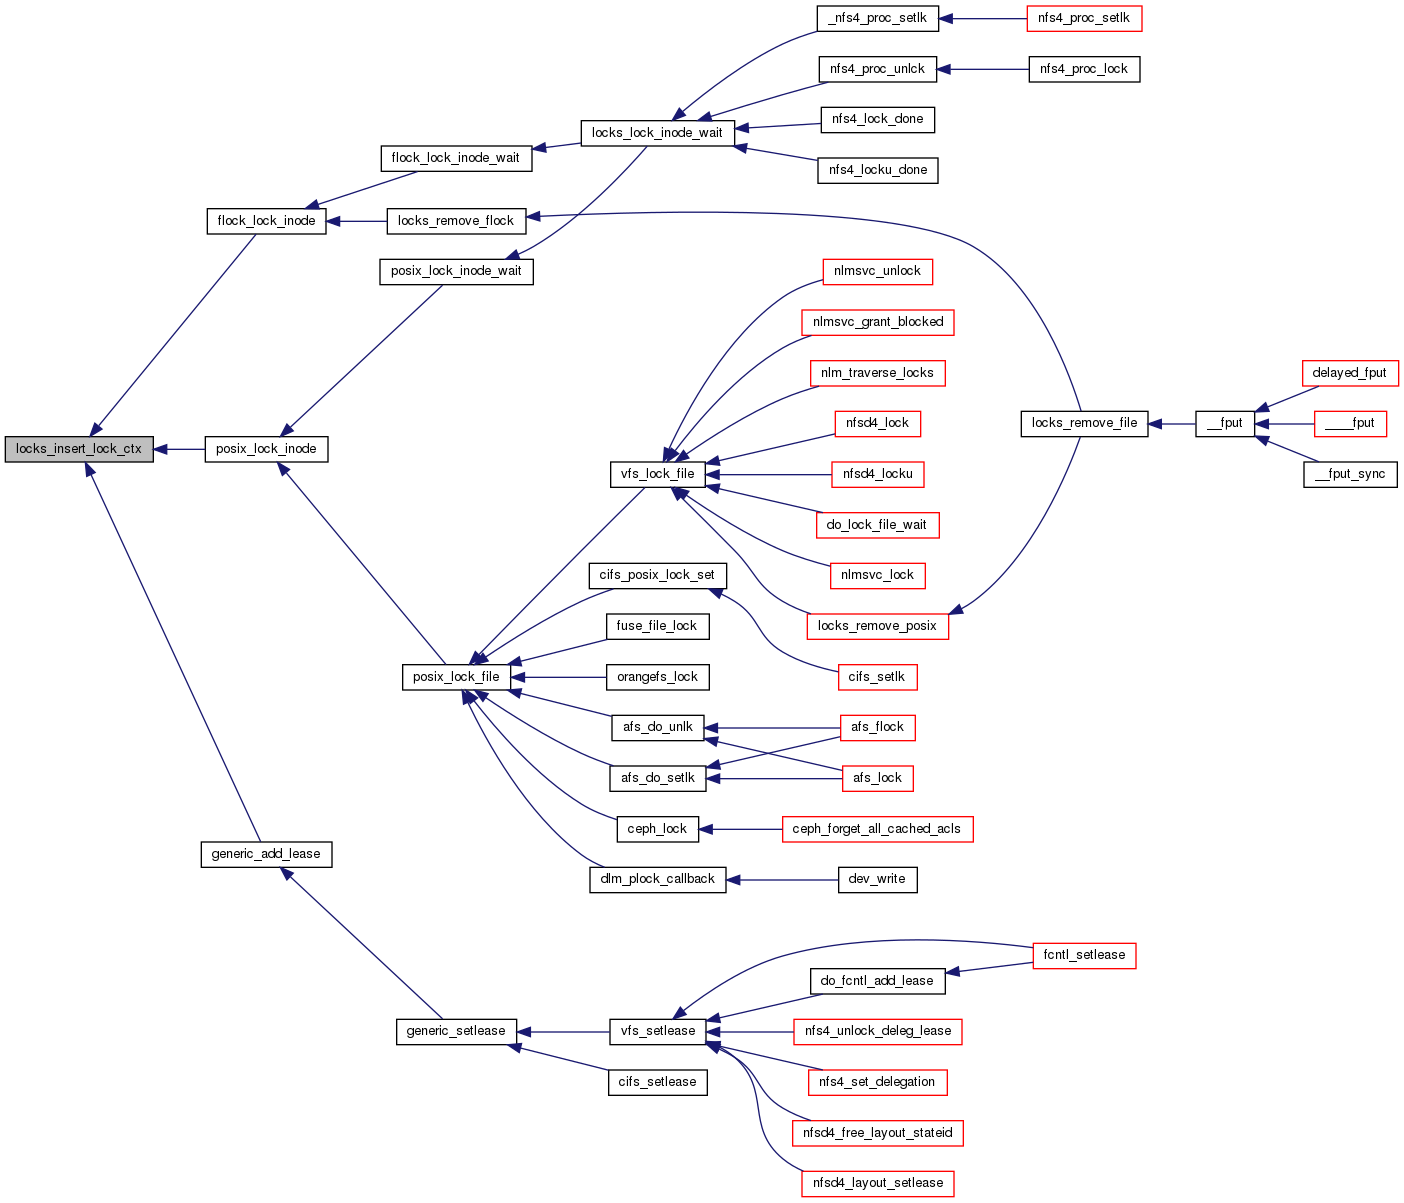 _nfs4_proc_setlk
nfs4_proc_setlk
nfs4_proc_unlck
nfs4_proc_lock
nfs4_lock_done
locks_lock_inode_wait
flock_lock_inode_wait
nfs4_locku_done
flock_lock_inode
locks_remove_flock
posix_lock_inode_wait
nlmsvc_unlock
nlmsvc_grant_blocked
nlm_traverse_locks
delayed_fput
nfsd4_lock
locks_remove_file
__fput
____fput
locks_insert_lock_ctx
posix_lock_inode
vfs_lock_file
nfsd4_locku
__fput_sync
do_lock_file_wait
cifs_posix_lock_set
nlmsvc_lock
fuse_file_lock
locks_remove_posix
posix_lock_file
orangefs_lock
cifs_setlk
afs_do_unlk
afs_flock
afs_do_setlk
afs_lock
ceph_lock
ceph_forget_all_cached_acls
generic_add_lease
dlm_plock_callback
dev_write
fcntl_setlease
do_fcntl_add_lease
generic_setlease
vfs_setlease
nfs4_unlock_deleg_lease
cifs_setlease
nfs4_set_delegation
nfsd4_free_layout_stateid
nfsd4_layout_setlease